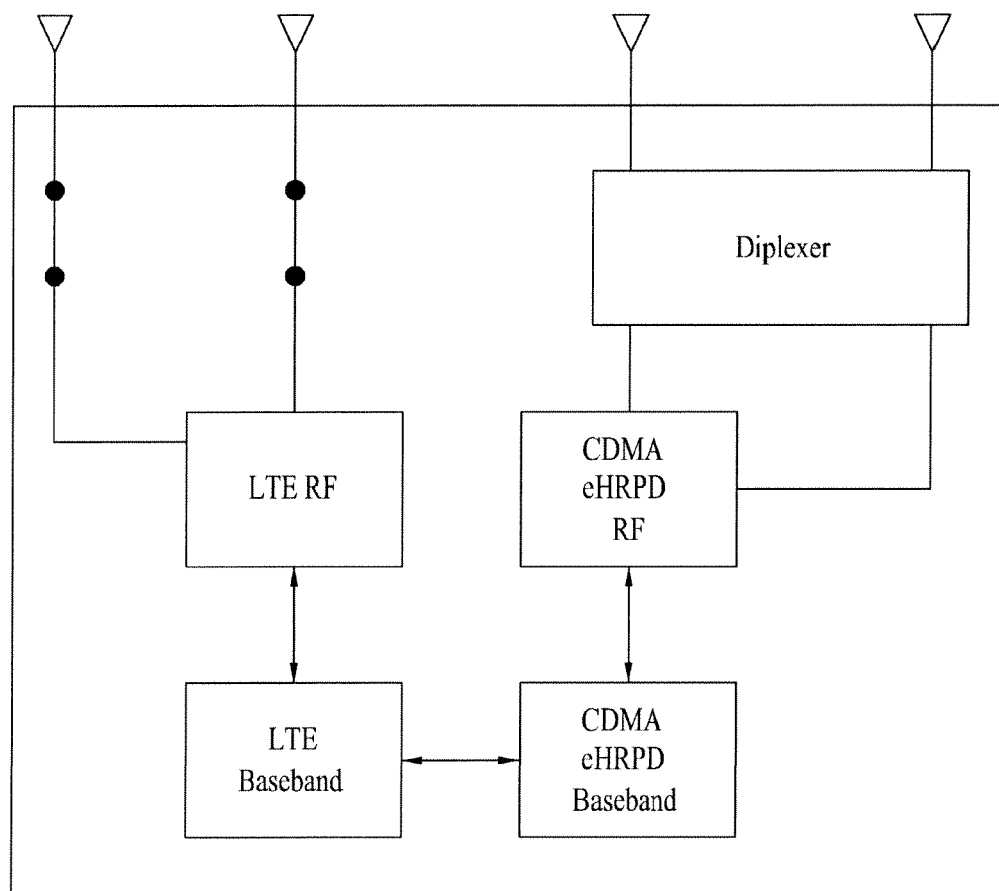 Diplexer
LTE RF
CDMA
eHRPD
RF
LTE
Baseband
CDMA
eHRPD
Baseband